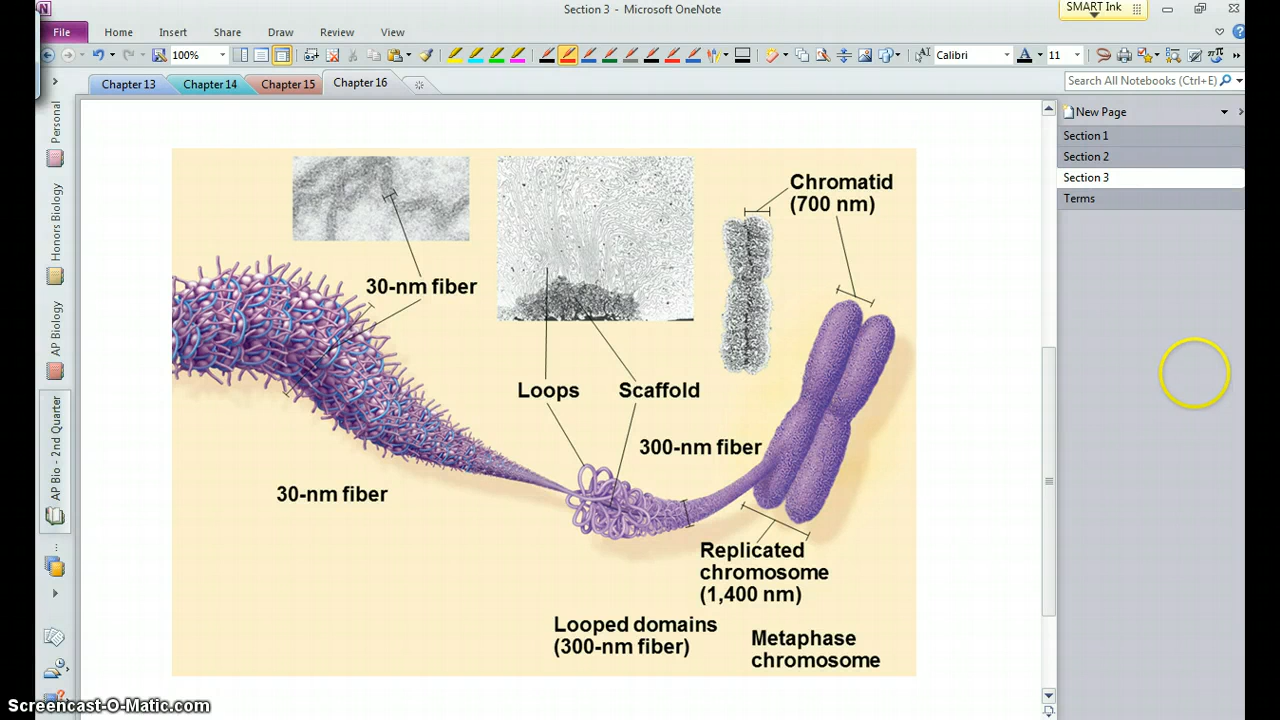 Section 3 - Microsoft OneNote
SMART Ink
File Home Insert Share Draw Review View
100%
Calibri
11
Chapter 13 Chapter 14 Chapter 15 Chapter 16
Search All Notebooks (Ctrl+E)
New Page
Section 1
Section 2
Section 3
Terms
Personal
Honors Biology
AP Biology
AP Bio - 2nd Quarter
Chromatid
(700 nm)
30-nm fiber
Loops
Scaffold
300-nm fiber
30-nm fiber
Replicated
chromosome
(1,400 nm)
Looped domains
(300-nm fiber)
Metaphase
chromosome
Screencast-O-Matic.com